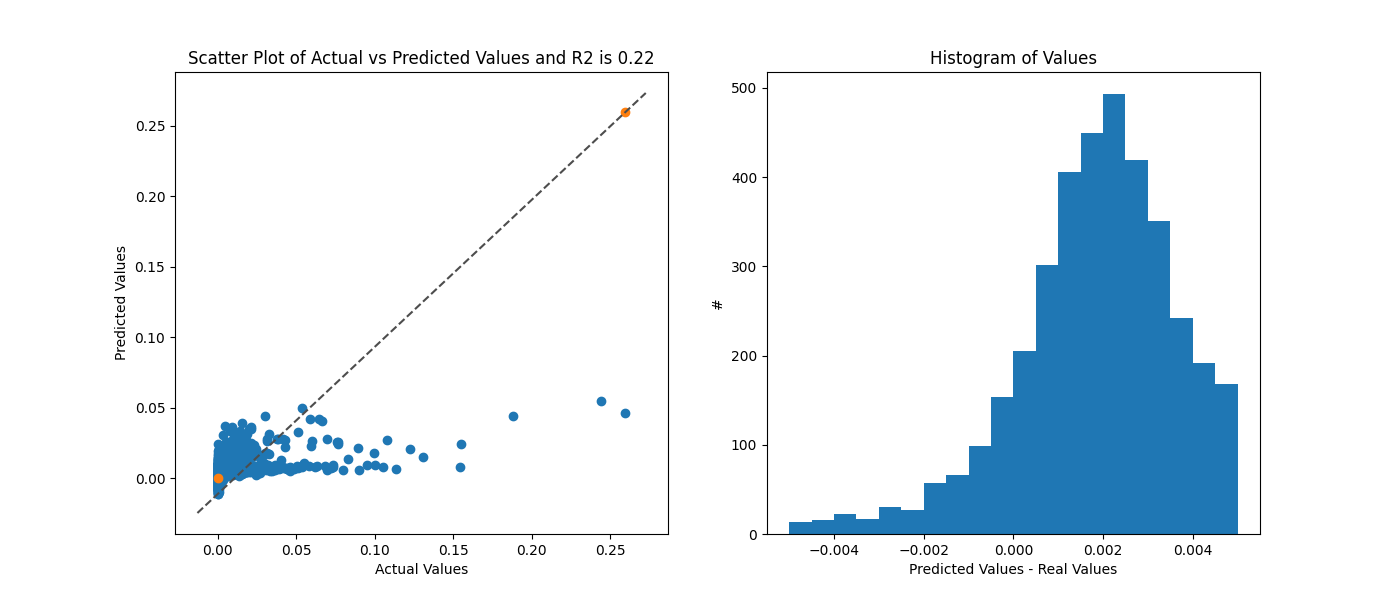 Scatter Plot of Actual vs Predicted Values and R2 is 0.22
Predicted Values
0.25
0.20
0.15
0.10
0.05
0.00
0.00 0.05 0.10 0.15 0.20 0.25
Actual Values
Histogram of Values
#
500
400
300
200
100
0
−0.004 −0.002 0.000 0.002 0.004
Predicted Values - Real Values